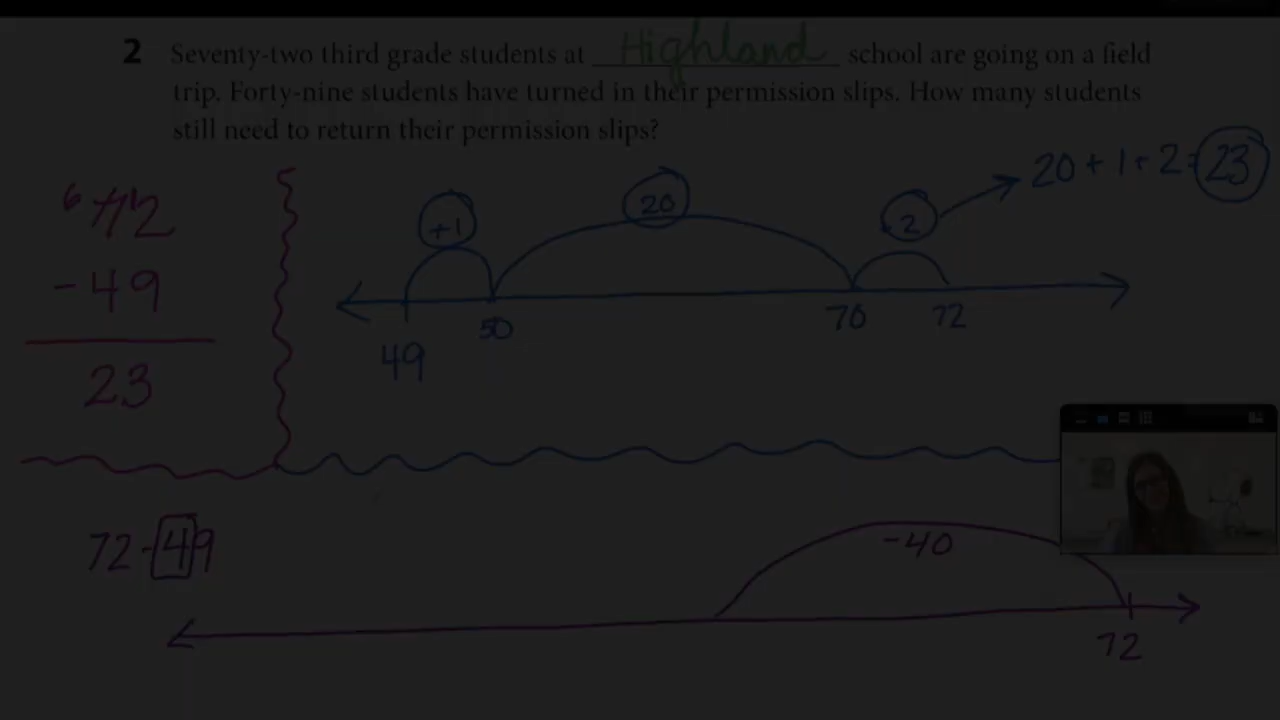 2 Seventy-two third grade students at Highland school are going on a field
trip. Forty-nine students have turned in their permission slips. How many students
still need to return their permission slips?
20 + 1 + 2 = 23
6 12
72
- 49
23
+1
20
+2
49
50
70
72
72 - 49
-40
72